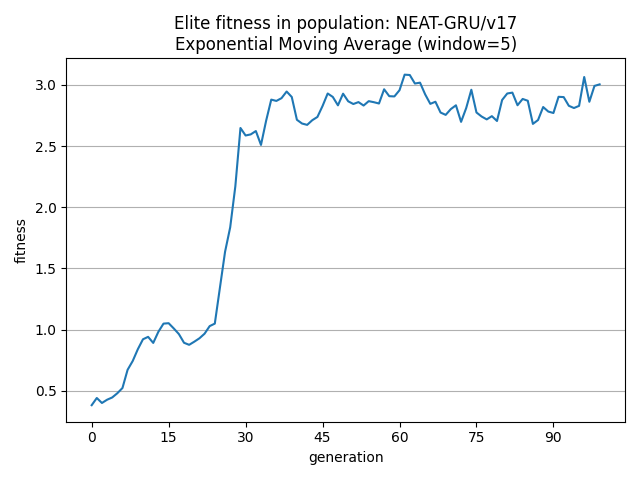 Elite fitness in population: NEAT-GRU/v17
Exponential Moving Average (window=5)
3.0
2.5
2.0
1.5
1.0
0.5
fitness
0 15 30 45 60 75 90
generation